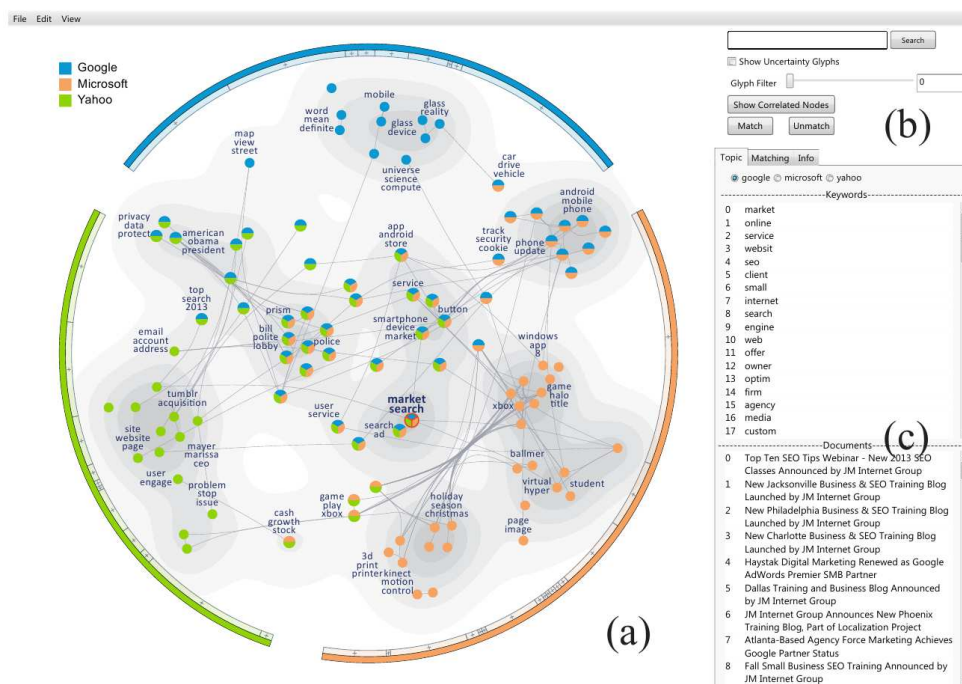 File Edit View
Google
Microsoft
Yahoo
mobile
word
mean
definite
glass
reality
glass
device
map
view
street
universe
science
compute
car
drive
vehicle
android
mobile
phone
privacy
data
protect
american
obama
president
app
android
store
track
security
cookie
phone
update
top
search
2013
service
prism
button
email
account
address
bill
polite
lobby
police
smartphone
device
market
windows
app
8
tumblr
acquisition
market
search
xbox
game
halo
title
user
service
search
ad
site
website
page
mayer
marissa
ceo
ballmer
user
engage
problem
stop
issue
virtual
hyper
student
cash
growth
stock
game
play
xbox
holiday
season
christmas
page
image
3d
print
printer
kinect
motion
control
(a)
Search
Show Uncertainty Glyphs
Glyph Filter 0
Show Correlated Nodes
Match Unmatch
(b)
Topic Matching Info
google microsoft yahoo
Keywords
0 market
1 online
2 service
3 websit
4 seo
5 client
6 small
7 internet
8 search
9 engine
10 web
11 offer
12 owner
13 optim
14 firm
15 agency
16 media
17 custom
(c)
Documents
0 Top Ten SEO Tips Webinar - New 2013 SEO
Classes Announced by JM Internet Group
1 New Jacksonville Business & SEO Training Blog
Launched by JM Internet Group
2 New Philadelphia Business & SEO Training Blog
Launched by JM Internet Group
3 New Charlotte Business & SEO Training Blog
Launched by JM Internet Group
4 Haystak Digital Marketing Renewed as Google
AdWords Premier SMB Partner
5 Dallas Training and Business Blog Announced
by JM Internet Group
6 JM Internet Group Announces New Phoenix
Training Blog, Part of Localization Project
7 Atlanta-Based Agency Force Marketing Achieves
Google Partner Status
8 Fall Small Business SEO Training Announced by
JM Internet Group